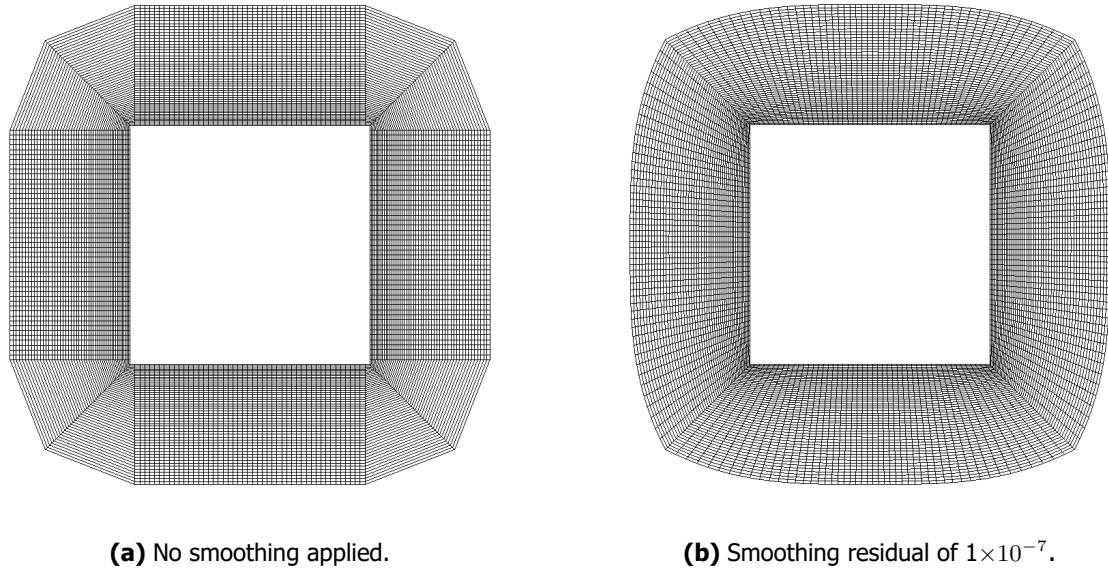 (a) No smoothing applied.
(b) Smoothing residual of 1×10⁻⁷.